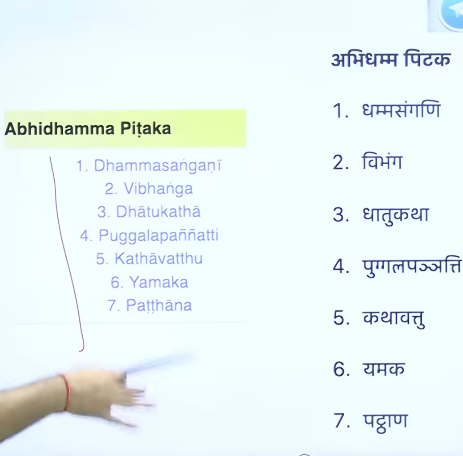 Abhidhamma Piṭaka
1. Dhammasaṅgaṇī
2. Vibhaṅga
3. Dhātukathā
4. Puggalapaññatti
5. Kathāvatthu
6. Yamaka
7. Paṭṭhāna
अभिधम्म पिटक
1. धम्मसंगणि
2. विभंग
3. धातुकथा
4. पुग्गलपञ्ञत्ति
5. कथावत्तु
6. यमक
7. पट्ठाण